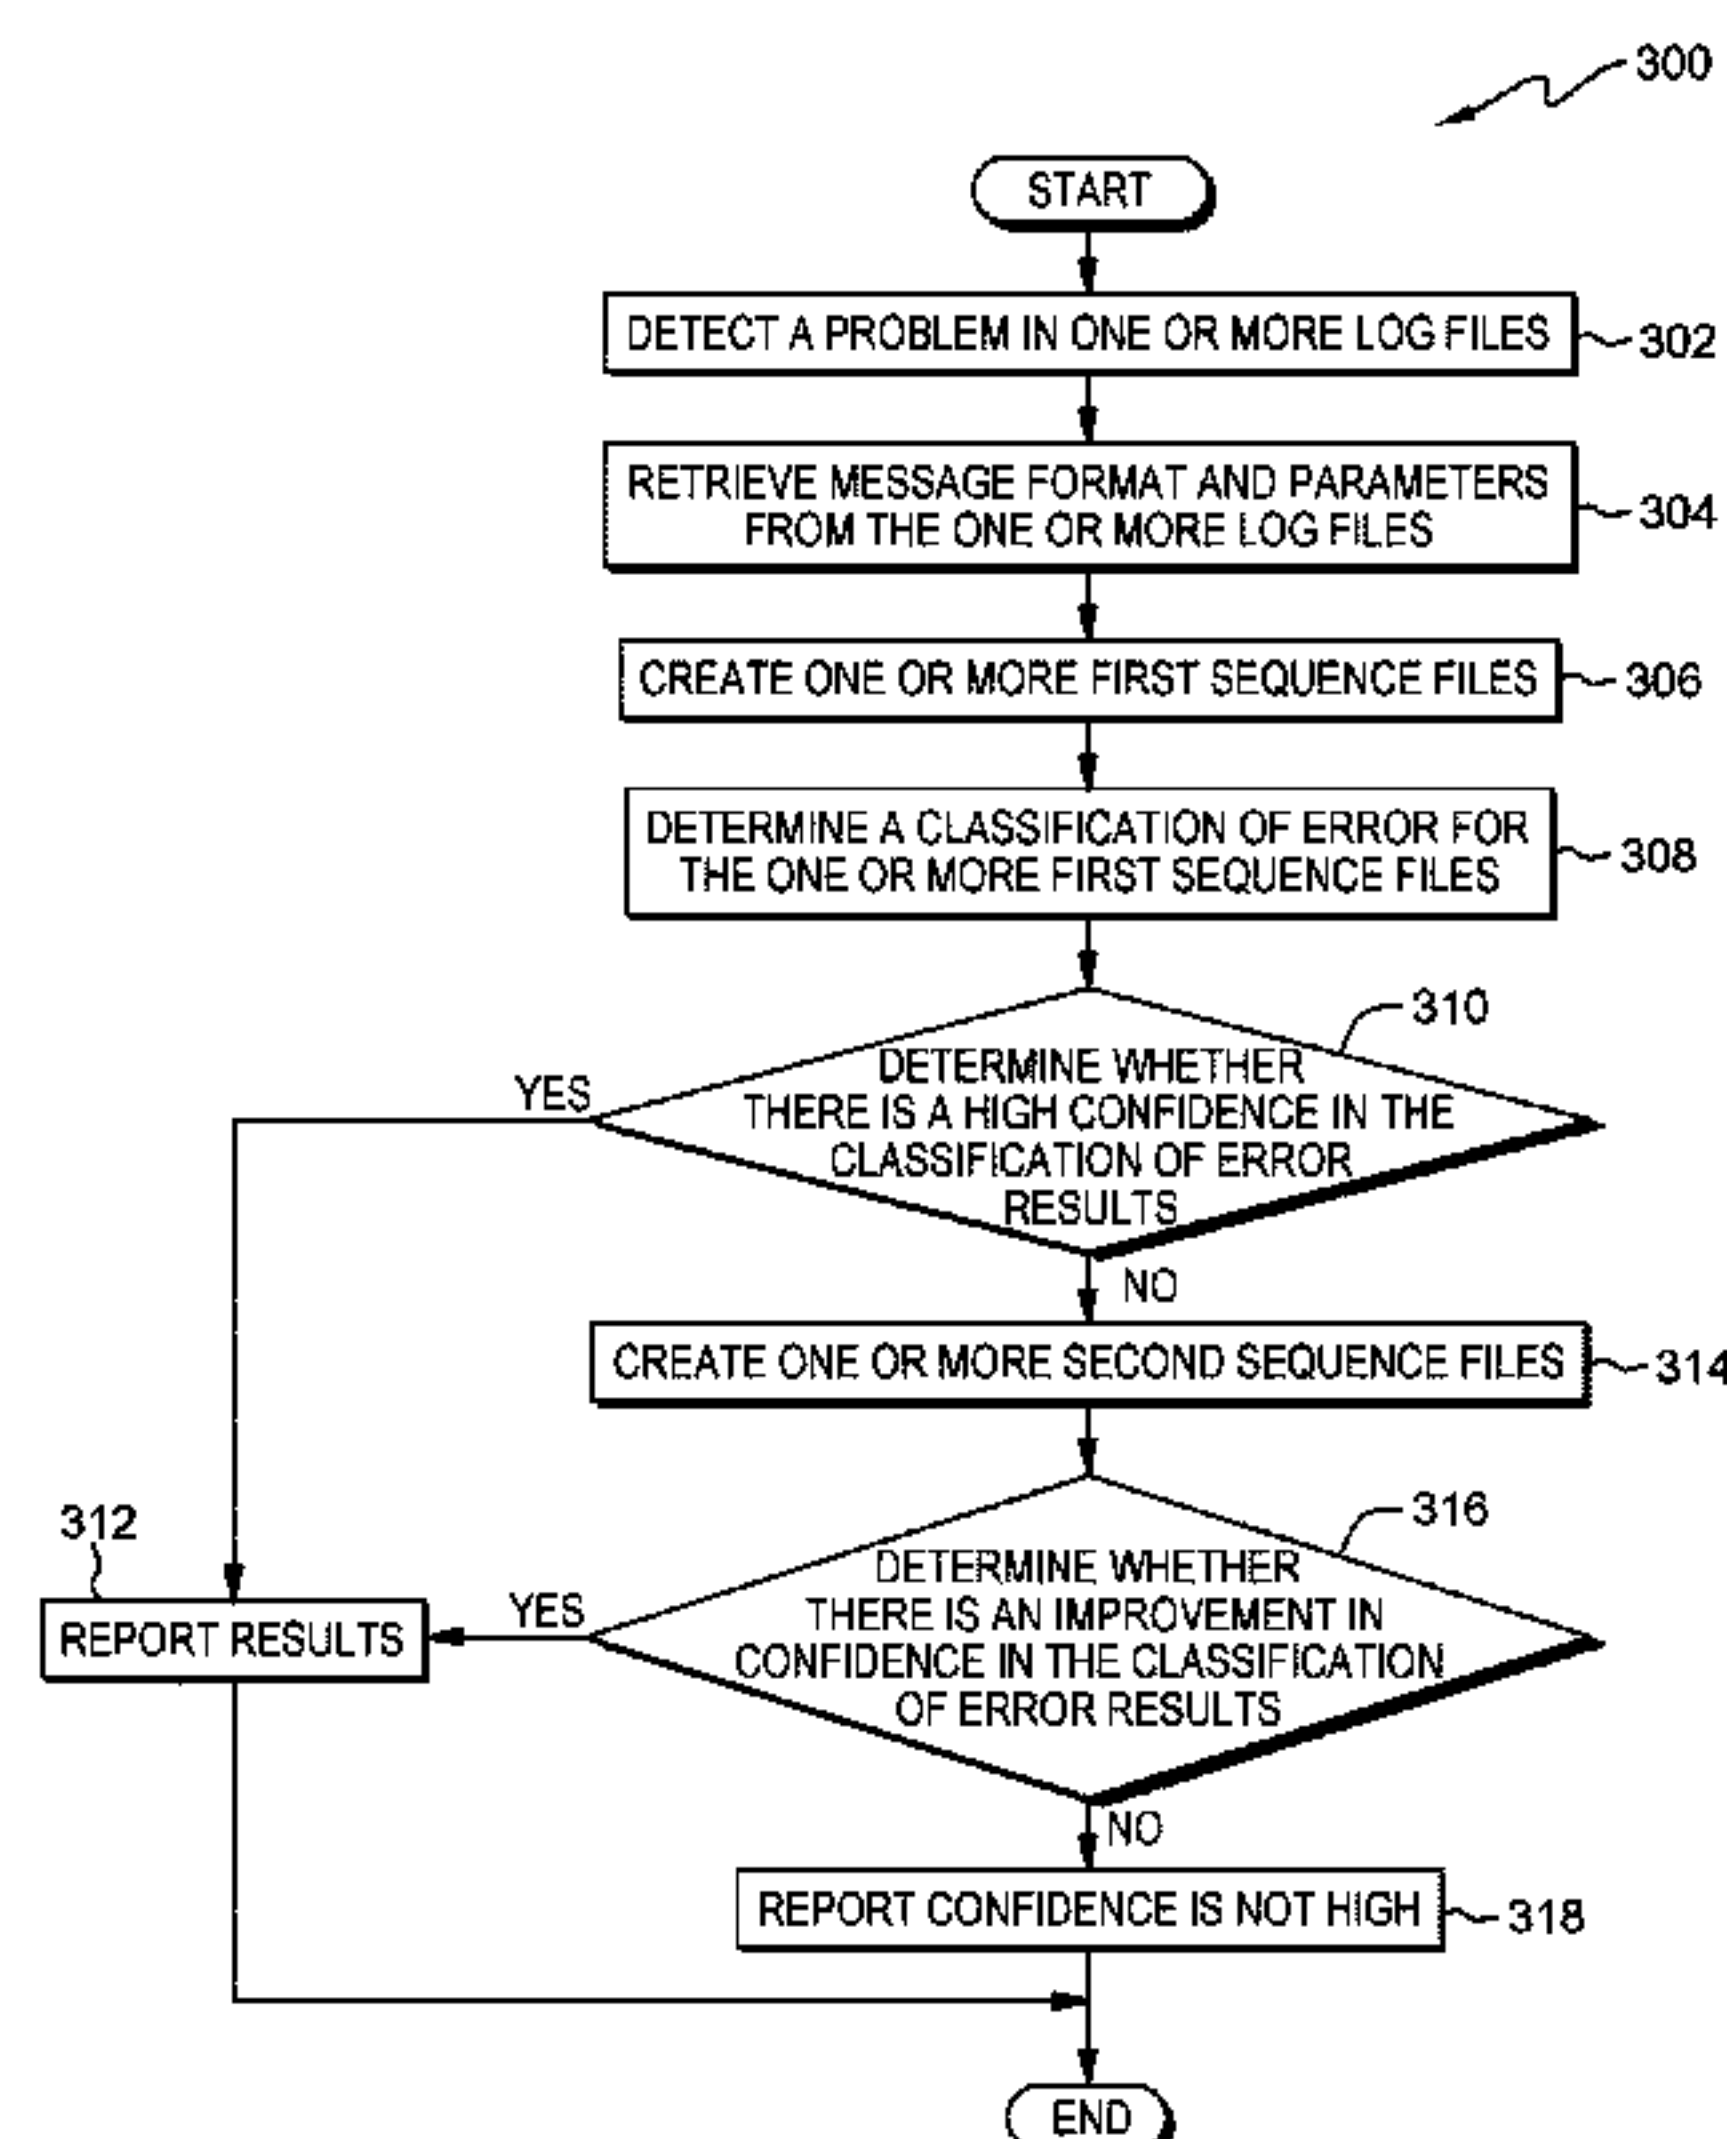 300
START
DETECT A PROBLEM IN ONE OR MORE LOG FILES
302
RETRIEVE MESSAGE FORMAT AND PARAMETERS
FROM THE ONE OR MORE LOG FILES
304
CREATE ONE OR MORE FIRST SEQUENCE FILES
306
DETERMINE A CLASSIFICATION OF ERROR FOR
THE ONE OR MORE FIRST SEQUENCE FILES
308
310
DETERMINE WHETHER
THERE IS A HIGH CONFIDENCE IN THE
CLASSIFICATION OF ERROR
RESULTS
YES
NO
CREATE ONE OR MORE SECOND SEQUENCE FILES
314
316
DETERMINE WHETHER
THERE IS AN IMPROVEMENT IN
CONFIDENCE IN THE CLASSIFICATION
OF ERROR RESULTS
YES
312
REPORT RESULTS
NO
REPORT CONFIDENCE IS NOT HIGH
318
END